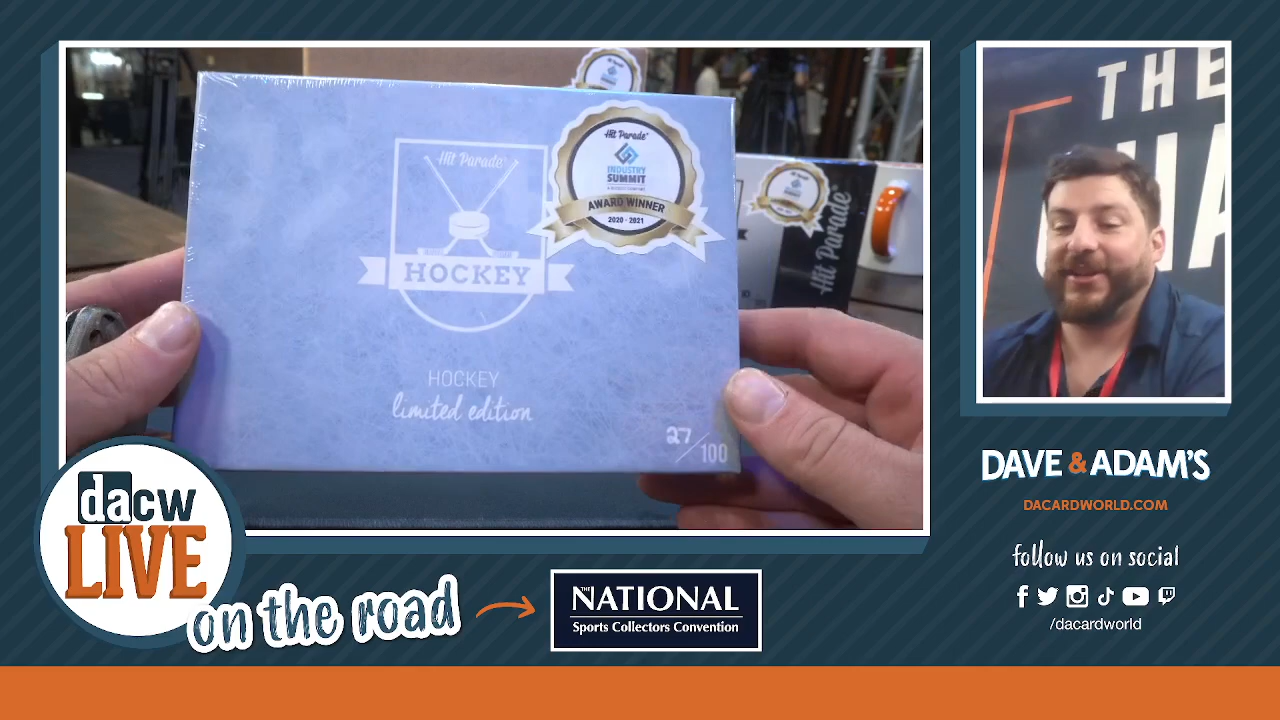 Hit Parade
HOCKEY
HOCKEY
limited edition
27/100
Hit Parade
INDUSTRY
SUMMIT
AWARD WINNER
2020 - 2021
Hit Parade
THE
DAVE & ADAM'S
DACARDWORLD.COM
follow us on social
/dacardworld
dacw
LIVE
on the road
THE
NATIONAL
Sports Collectors Convention